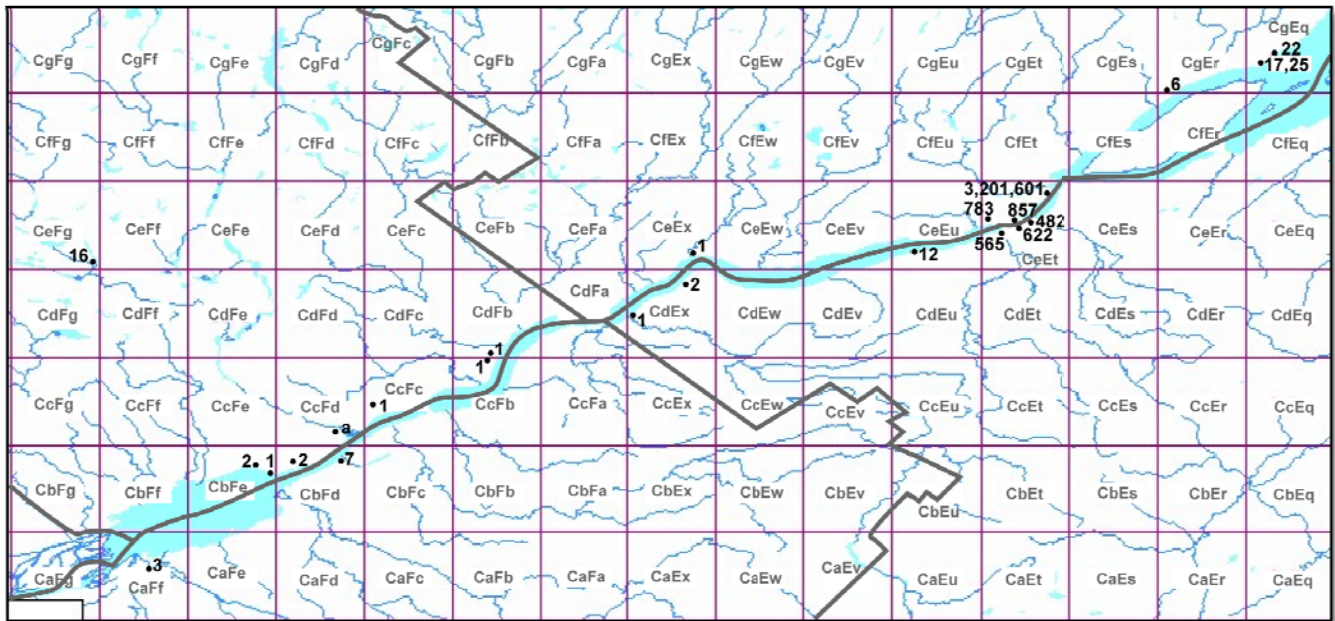 CgEq
CgFc
22
CgFg CgFf CgFe CgFd CgFb CgFa CgEx CgEw CgEv CgEu CgEt CgEs CgEr 17,25
6
CfFg CfFf CfFe CfFd CfFc CfFb CfFa CfEx CfEw CfEv CfEu CfEt CfEs CfEr CfEq
3,201,601
783 857 482
CeFg CeFf CeFe CeFd CeFc CeFb CeEx CeEu CeEs CeEr CeEq
565 622
16 1 12 CeEt
2
CdFa
CdFg CdFf CdFe CdFd CdFc CdFb 1 CdEx CdEw CdEv CdEu CdEt CdEs CdEr CdEq
1
1
CcFg CcFf CcFe CcFd CcFc CcFb CcFa CcEx CcEw CcEv CcEu CcEt CcEs CcEr CcEq
1
a
2 1 2 7
CbFg CbFf CbFe CbFd CbFc CbFb CbFa CbEx CbEw CbEv CbEu CbEt CbEs CbEr CbEq
3
CaFg CaFf CaFe CaFd CaFc CaFb CaFa CaEx CaEw CaEv CaEu CaEt CaEs CaEr CaEq